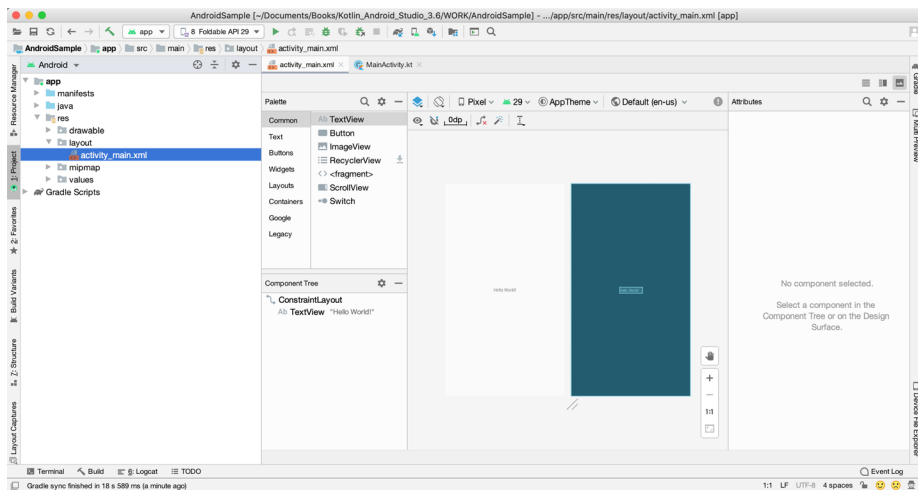 AndroidSample [~/Documents/Books/Kotlin_Android_Studio_3.6/WORK/AndroidSample] - .../app/src/main/res/layout/activity_main.xml [app]
app
8 Foldable API 29
AndroidSample
app
src
main
res
layout
activity_main.xml
Android
activity_main.xml
MainActivity.kt
Resource Manager
1: Project
2: Favorites
Build Variants
7: Structure
Layout Captures
app
manifests
java
res
drawable
layout
activity_main.xml
mipmap
values
Gradle Scripts
Palette
Common
Text
Buttons
Widgets
Layouts
Containers
Google
Legacy
Ab TextView
Button
ImageView
RecyclerView
<fragment>
ScrollView
Switch
Component Tree
ConstraintLayout
Ab TextView "Hello World!"
Pixel
29
AppTheme
Default (en-us)
0dp
Hello World!
Hello World!
1:1
Attributes
No component selected.
Select a component in the
Component Tree or on the Design
Surface.
Gradle
Multi Preview
Device File Explorer
Terminal
Build
6: Logcat
TODO
Event Log
Gradle sync finished in 18 s 589 ms (a minute ago)
1:1 LF UTF-8 4 spaces